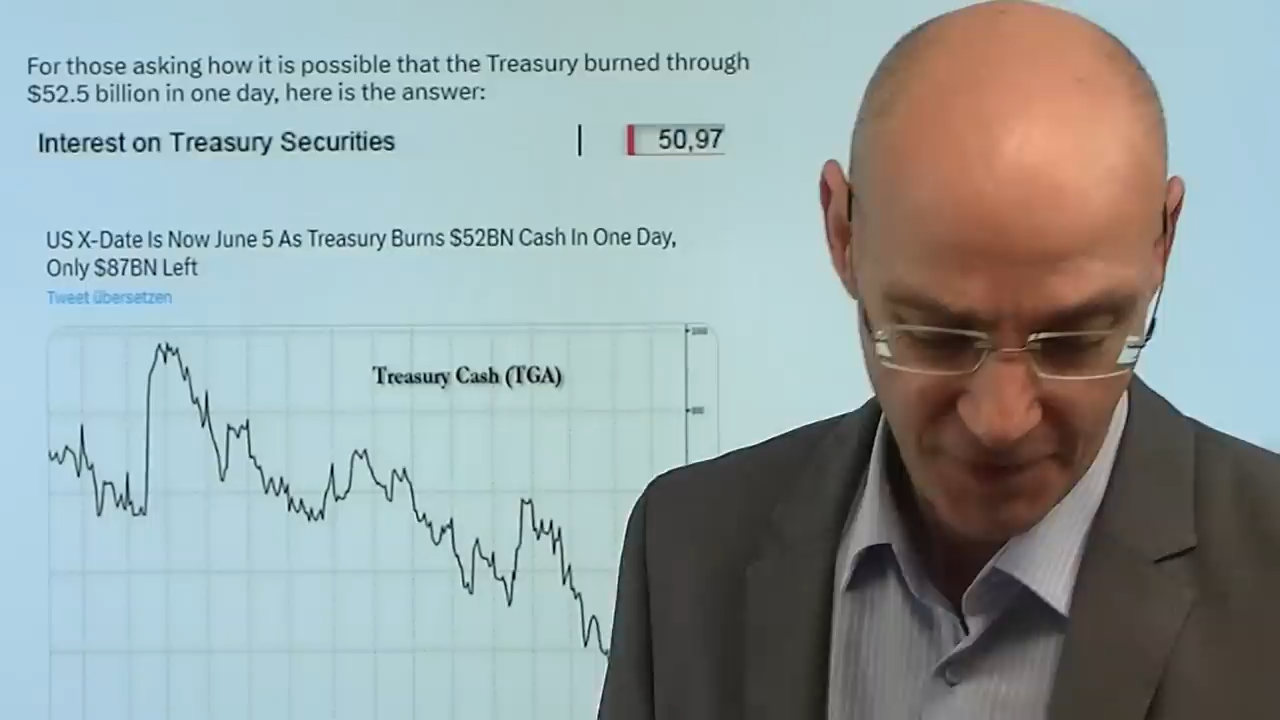 For those asking how it is possible that the Treasury burned through
$52.5 billion in one day, here is the answer:
Interest on Treasury Securities 50,97
US X-Date Is Now June 5 As Treasury Burns $52BN Cash In One Day,
Only $87BN Left
Tweet übersetzen
Treasury Cash (TGA)